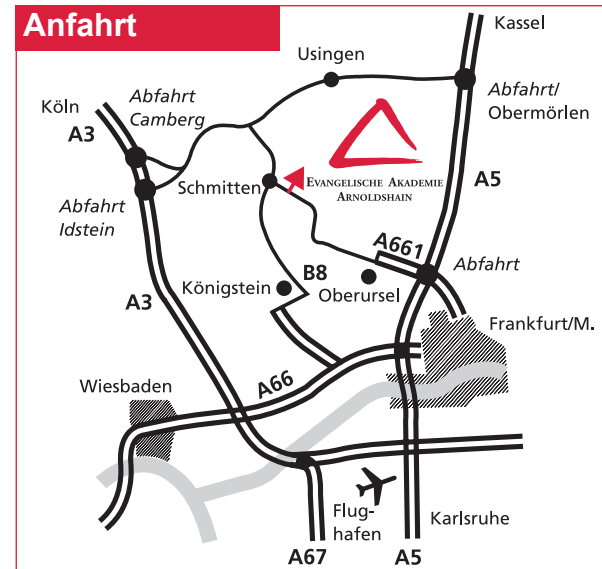 Anfahrt
Kassel
Usingen
Köln
Abfahrt
Camberg
Abfahrt/
Obermörlen
A3
A5
Schmitten
EVANGELISCHE AKADEMIE
ARNOLDSHAIN
Abfahrt
Idstein
A661
Abfahrt
A3
Königstein
B8
Oberursel
Frankfurt/M.
Wiesbaden
A66
Flug-
hafen
Karlsruhe
A67
A5